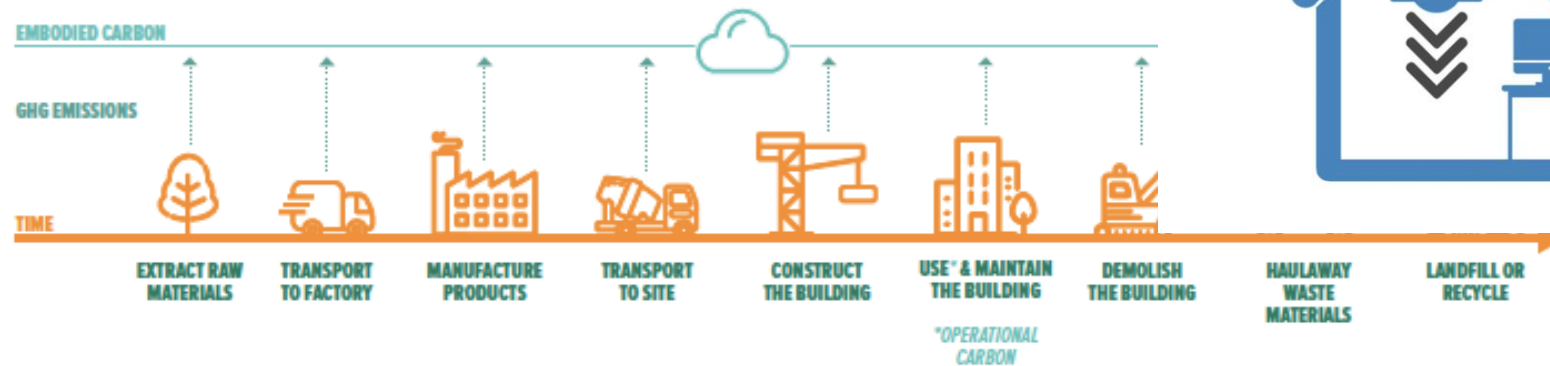 EMBODIED CARBON
GHG EMISSIONS
TIME
EXTRACT RAW
MATERIALS
TRANSPORT
TO FACTORY
MANUFACTURE
PRODUCTS
TRANSPORT
TO SITE
CONSTRUCT
THE BUILDING
USE* & MAINTAIN
THE BUILDING
*OPERATIONAL
CARBON
DEMOLISH
THE BUILDING
HAULAWAY
WASTE
MATERIALS
LANDFILL OR
RECYCLE